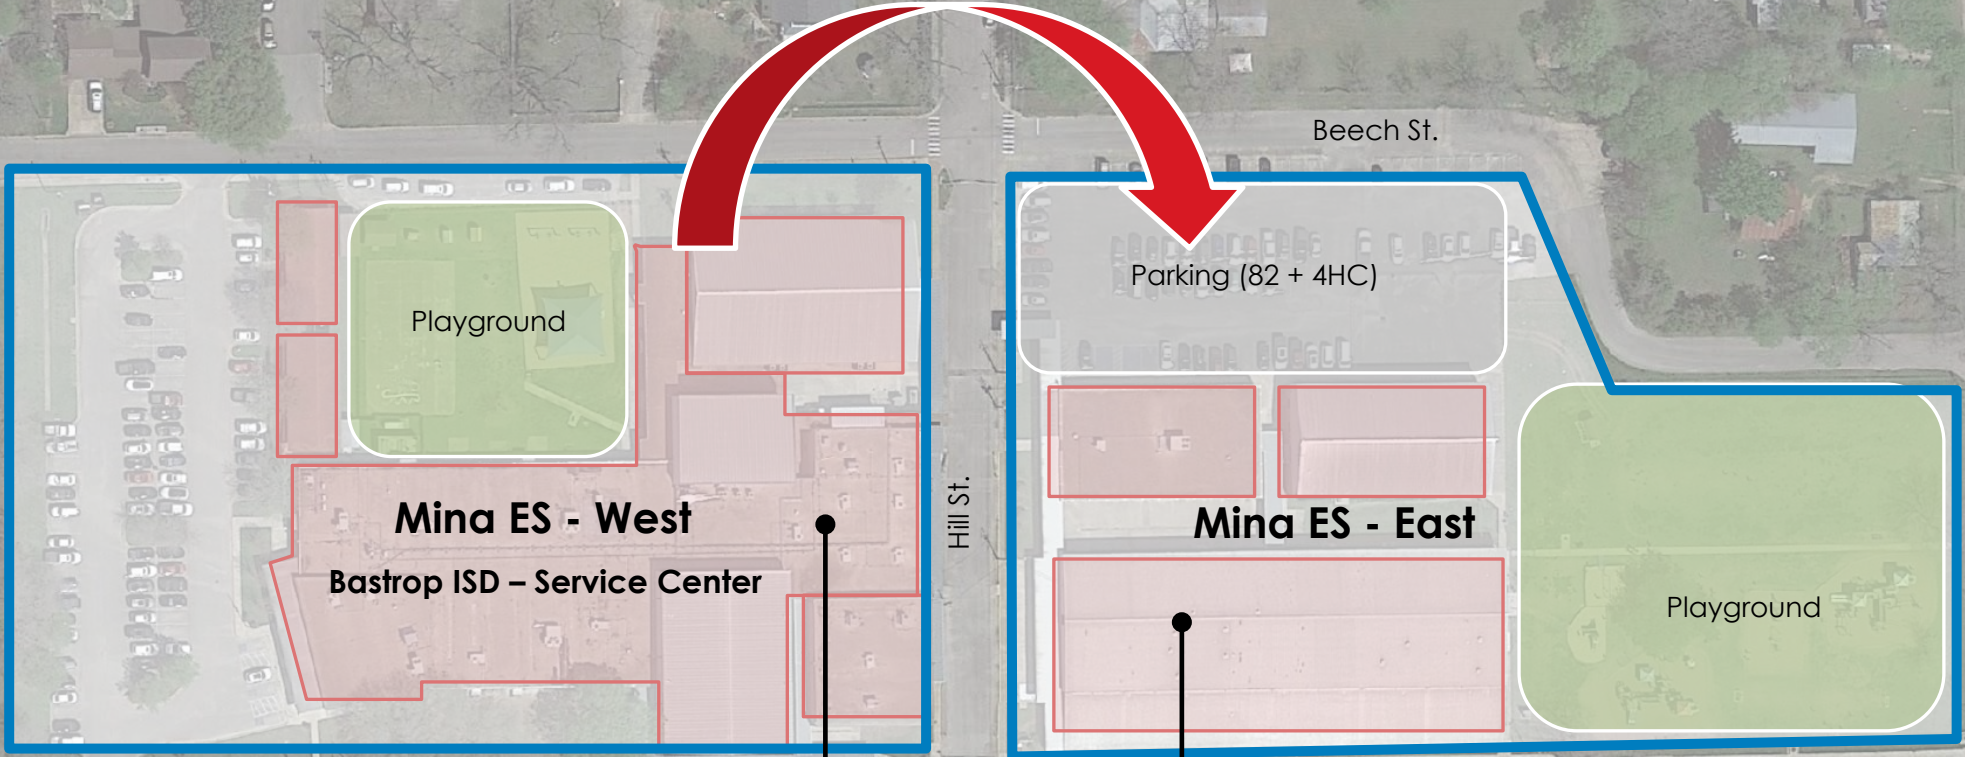 Beech St.
Parking (82 + 4HC)
Playground
Hill St.
Mina ES - West
Bastrop ISD – Service Center
Mina ES - East
Playground